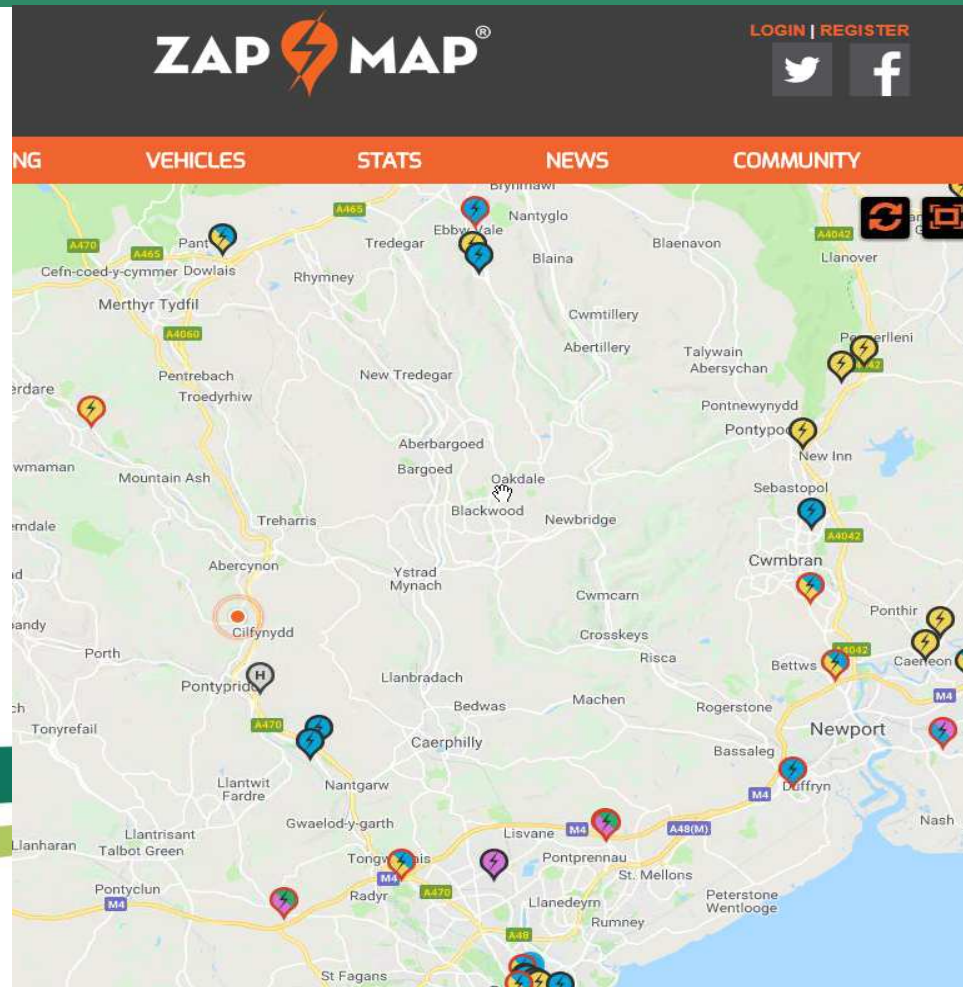 ZAP MAP®
LOGIN | REGISTER
NG VEHICLES STATS NEWS COMMUNITY
Brynmawr
A465
Nantyglo
Ebbw Vale
A470
Pant
A465
Tredegar
Blaina
Blaenavon
A4042
Llanover
Cefn-coed-y-cymmer
Dowlais
Rhymney
Merthyr Tydfil
Cwmtillery
A4060
Abertillery
Talywain
Abersychan
Pentrebach
New Tredegar
Troedyrhiw
Pontnewynydd
Aberbargoed
New Inn
Bargoed
Oakdale
Mountain Ash
Sebastopol
Blackwood
Newbridge
Treharris
A4042
Abercynon
Ystrad
Mynach
Cwmbran
Cwmcarn
Ponthir
Cilfynydd
Crosskeys
A4042
Porth
Risca
Bettws
Llanbradach
Pontypridd
M4
Bedwas
Machen
Rogerstone
Tonyrefail
A470
Newport
Caerphilly
Bassaleg
Llantwit
Fardre
Nantgarw
M4
Duffryn
Gwaelod-y-garth
Nash
Llanharan
Llantrisant
Talbot Green
Lisvane
M4
A48(M)
Pontprennau
M4
St. Mellons
Pontyclun
M4
Radyr
A470
Llanedeyrn
Peterstone
Wentlooge
Rumney
A48
St Fagans
H